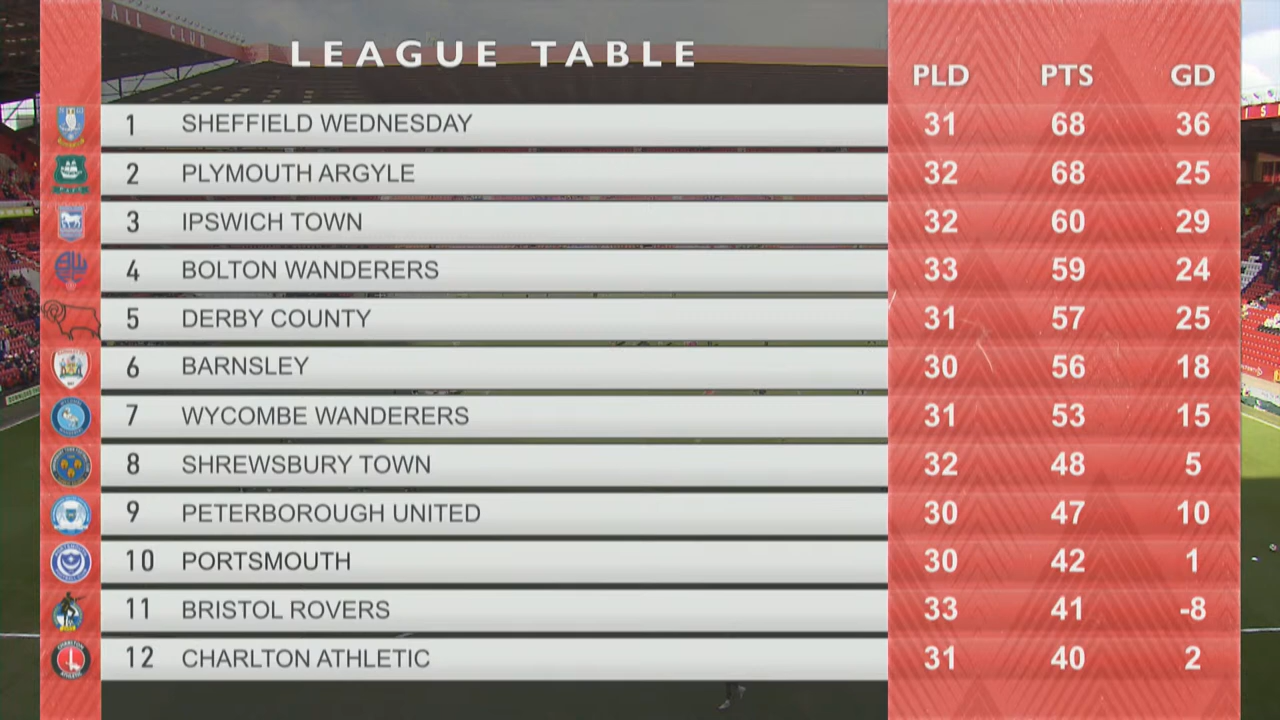 LEAGUE TABLE
PLD PTS GD
1 SHEFFIELD WEDNESDAY 31 68 36
2 PLYMOUTH ARGYLE 32 68 25
3 IPSWICH TOWN 32 60 29
4 BOLTON WANDERERS 33 59 24
5 DERBY COUNTY 31 57 25
6 BARNSLEY 30 56 18
7 WYCOMBE WANDERERS 31 53 15
8 SHREWSBURY TOWN 32 48 5
9 PETERBOROUGH UNITED 30 47 10
10 PORTSMOUTH 30 42 1
11 BRISTOL ROVERS 33 41 -8
12 CHARLTON ATHLETIC 31 40 2